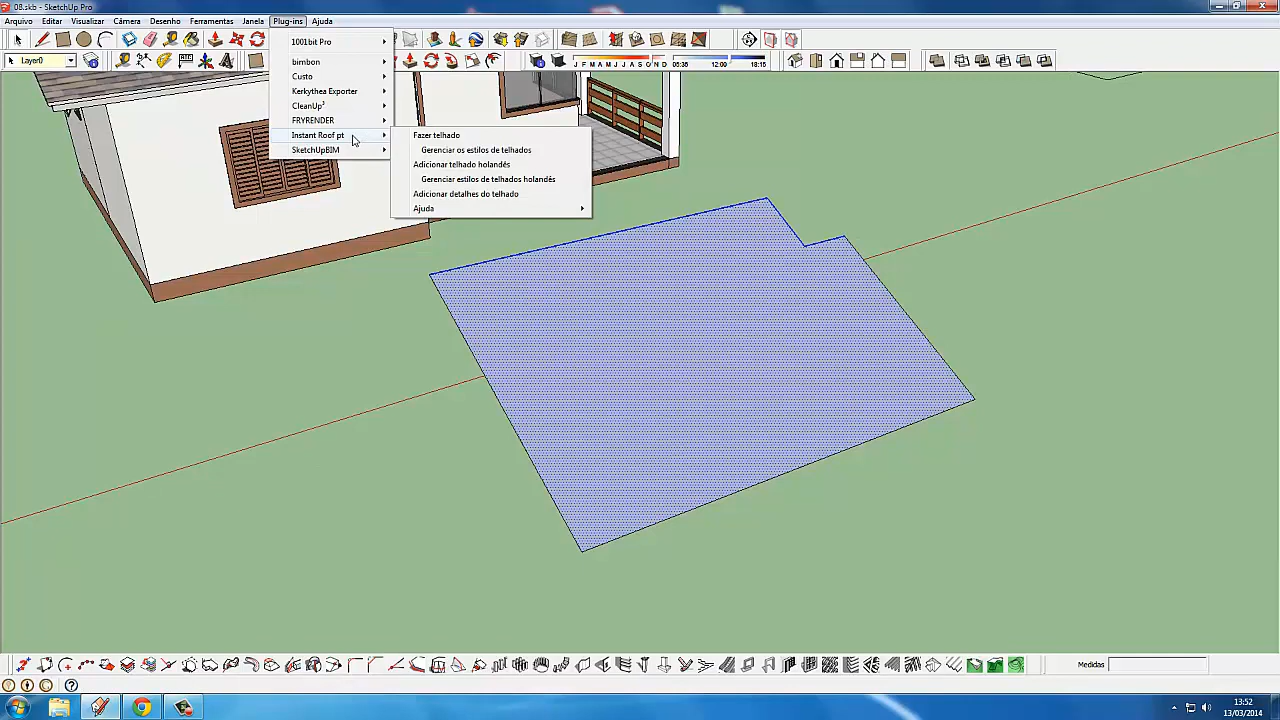 08.skb - SketchUp Pro
Arquivo Editar Visualizar Câmera Desenho Ferramentas Janela Plug-ins Ajuda
1001bit Pro
bimbon
Custo
Kerkythea Exporter
CleanUp³
FRYRENDER
Instant Roof pt
SketchUpBIM
Fazer telhado
Gerenciar os estilos de telhados
Adicionar telhado holandês
Gerenciar estilos de telhados holandês
Adicionar detalhes do telhado
Ajuda
Layer0
J F M A M J J A S O N D
06:36 12:00 18:15
Medidas
13:52
13/03/2014